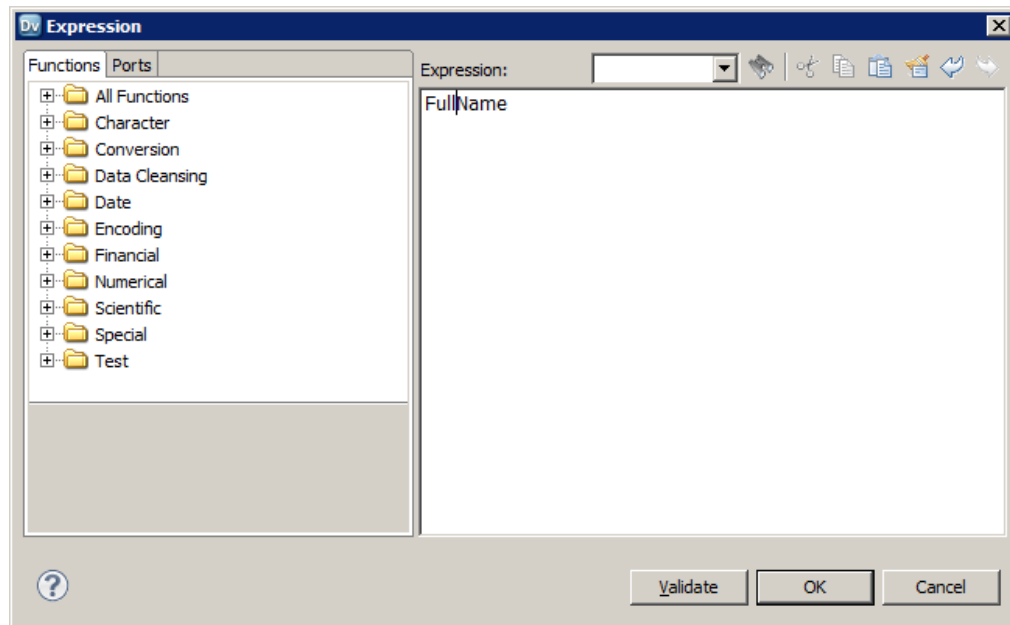 Dv Expression
Functions Ports
All Functions
Character
Conversion
Data Cleansing
Date
Encoding
Financial
Numerical
Scientific
Special
Test
Expression:
FullName
?
Validate OK Cancel